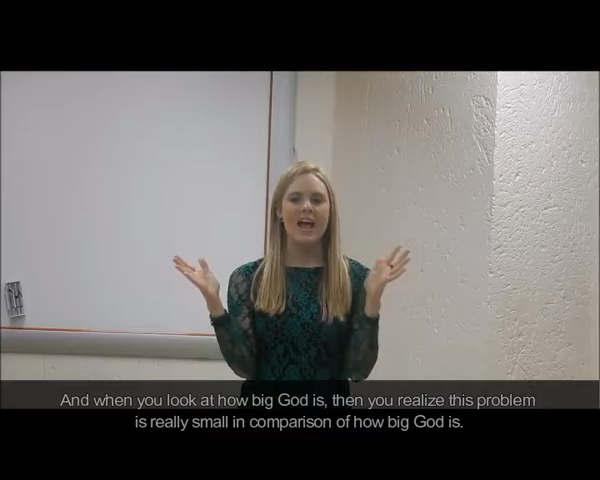 And when you look at how big God is, then you realize this problem
is really small in comparison of how big God is.